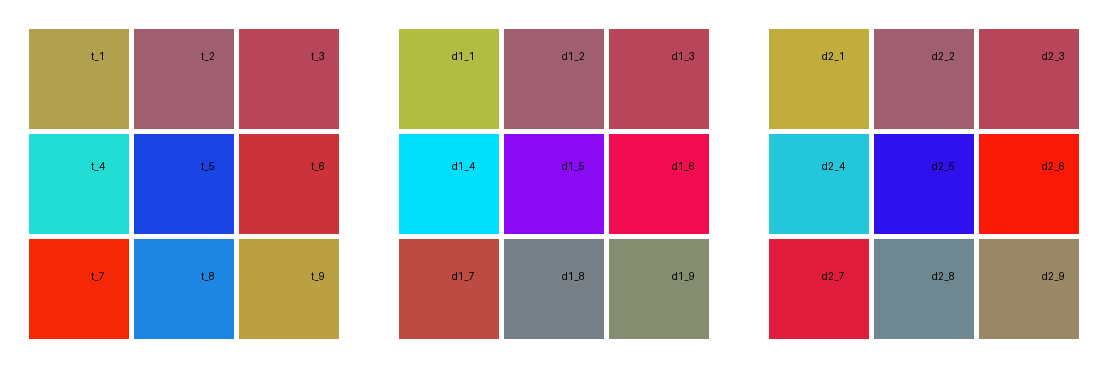 t_1 t_2 t_3 d1_1 d1_2 d1_3 d2_1 d2_2 d2_3
t_4 t_5 t_6 d1_4 d1_5 d1_6 d2_4 d2_5 d2_6
t_7 t_8 t_9 d1_7 d1_8 d1_9 d2_7 d2_8 d2_9